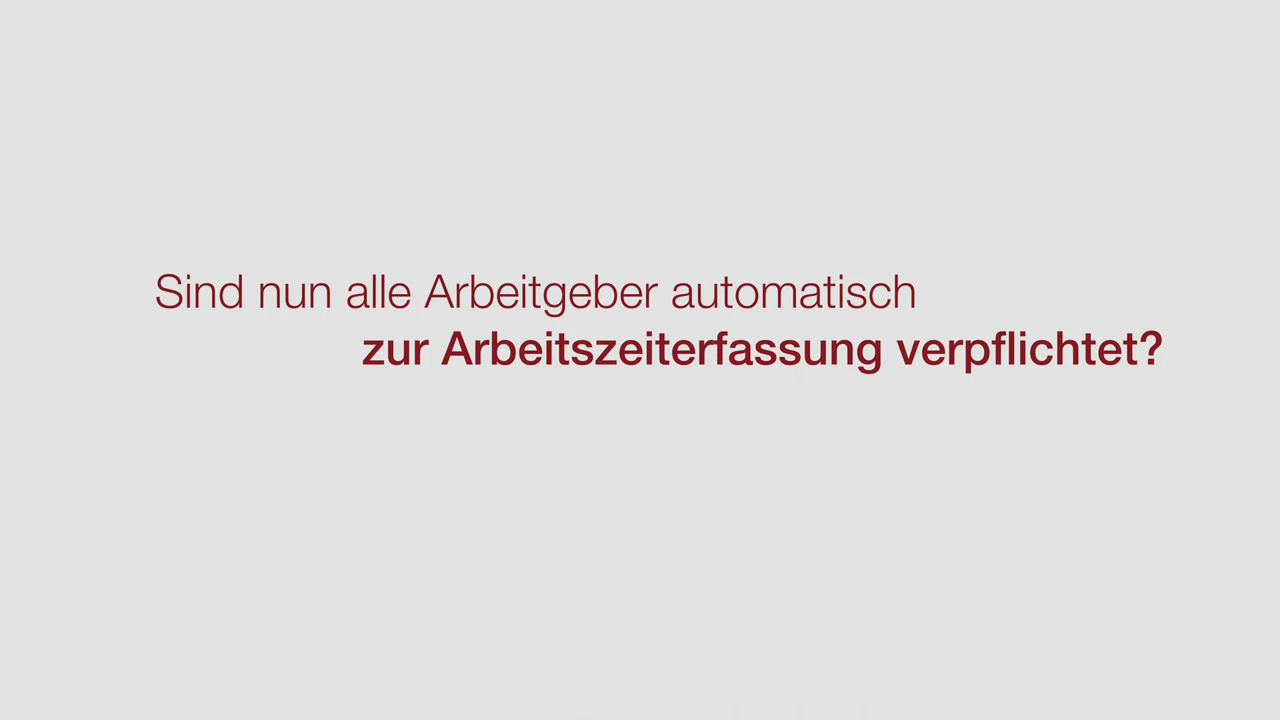 Sind nun alle Arbeitgeber automatisch
zur Arbeitszeiterfassung verpflichtet?